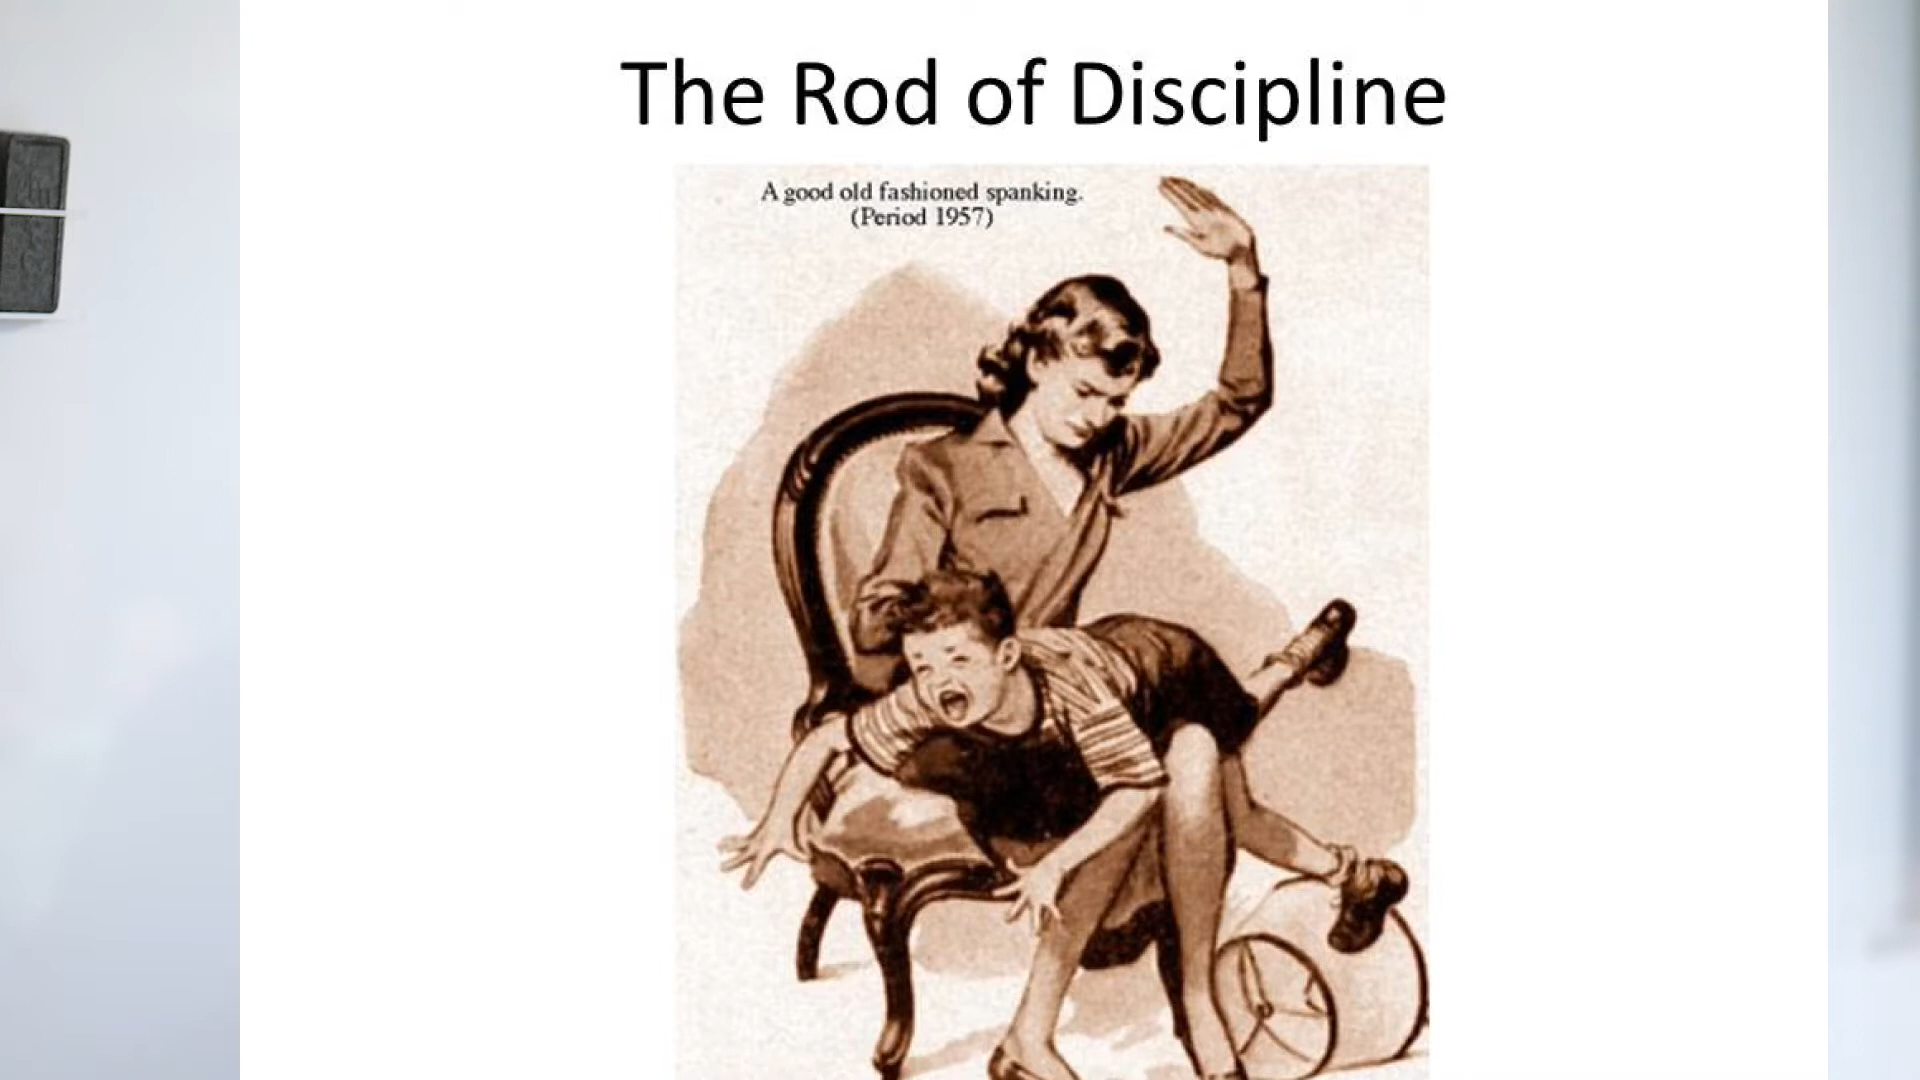 The Rod of Discipline
A good old fashioned spanking.
(Period 1957)